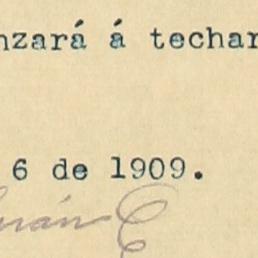 nzará á techar
6 de 1909.